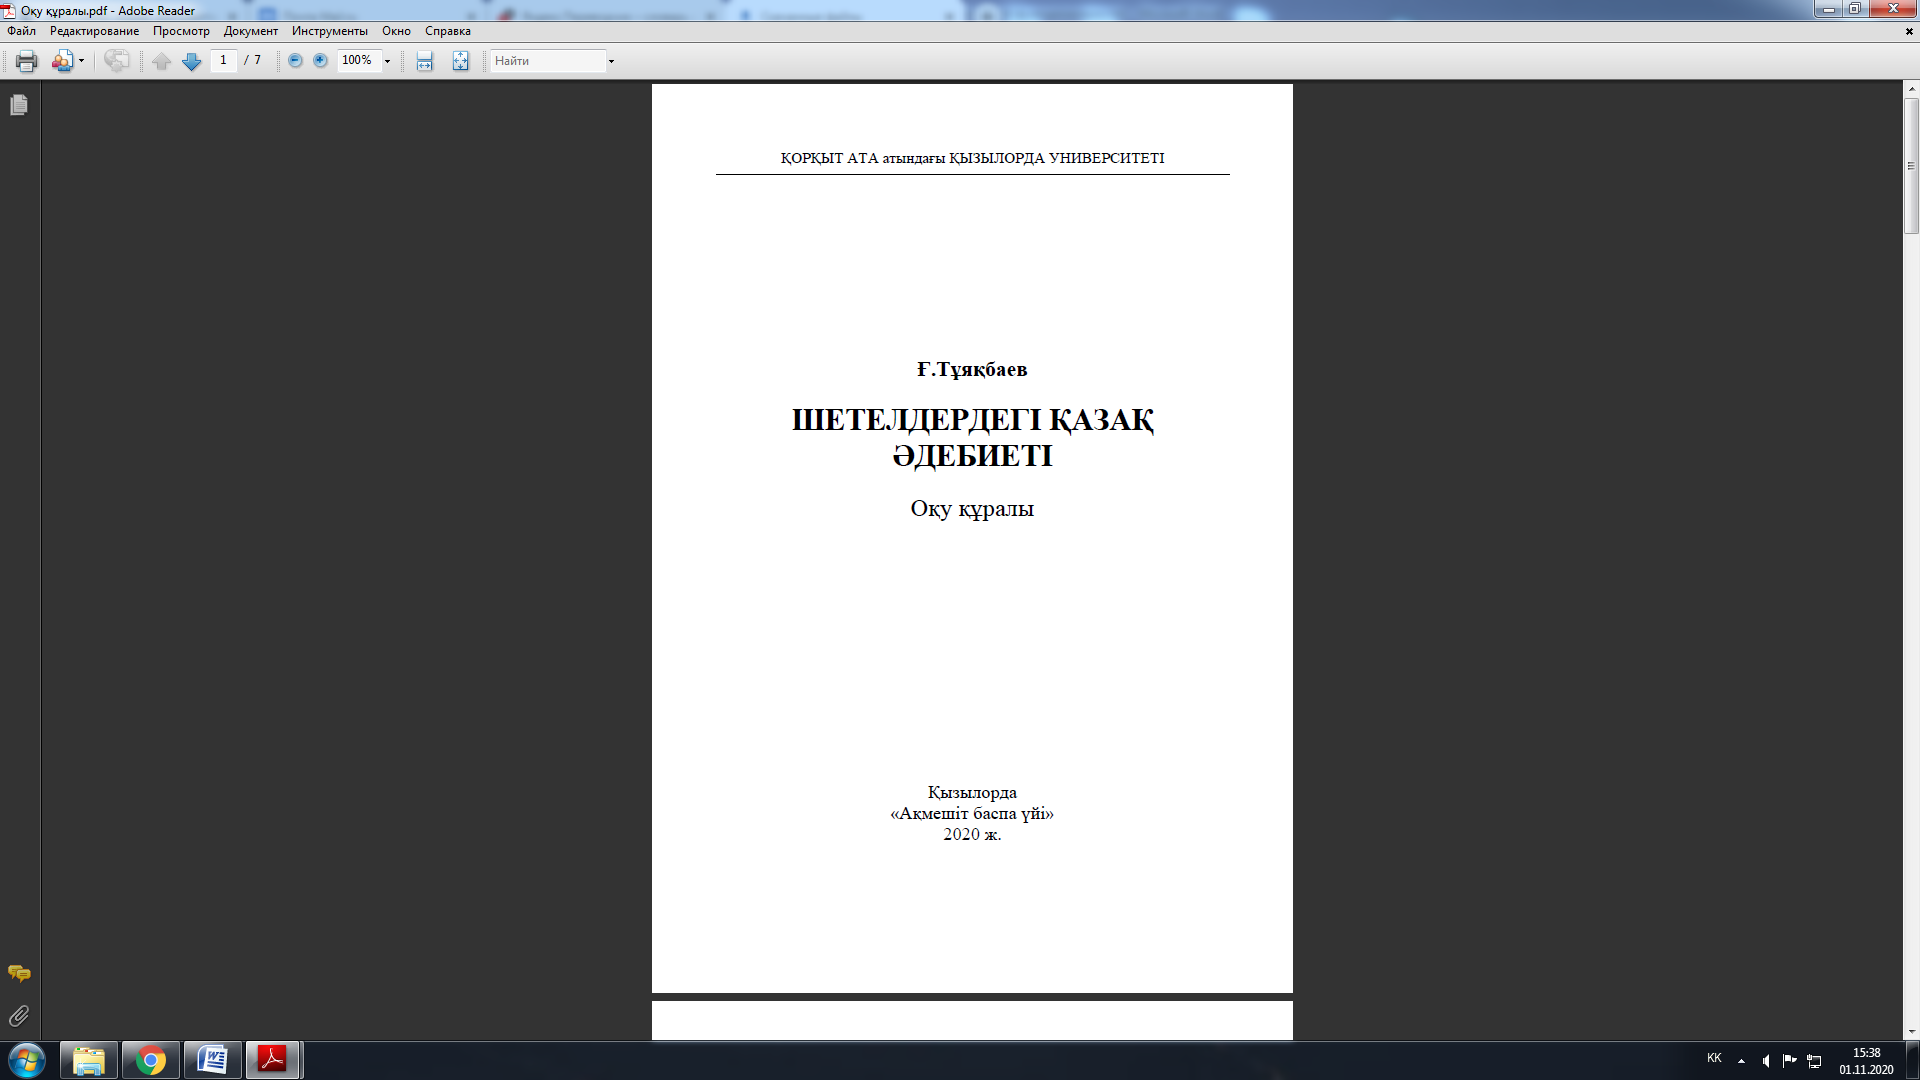 Оқу құралы.pdf - Adobe Reader
Файл Редактирование Просмотр Документ Инструменты Окно Справка
1 / 7 100% Найти
ҚОРҚЫТ АТА атындағы ҚЫЗЫЛОРДА УНИВЕРСИТЕТІ
Ғ.Тұяқбаев
ШЕТЕЛДЕРДЕГІ ҚАЗАҚ
ӘДЕБИЕТІ
Оқу құралы
Қызылорда
«Ақмешіт баспа үйі»
2020 ж.
KK
15:38
01.11.2020